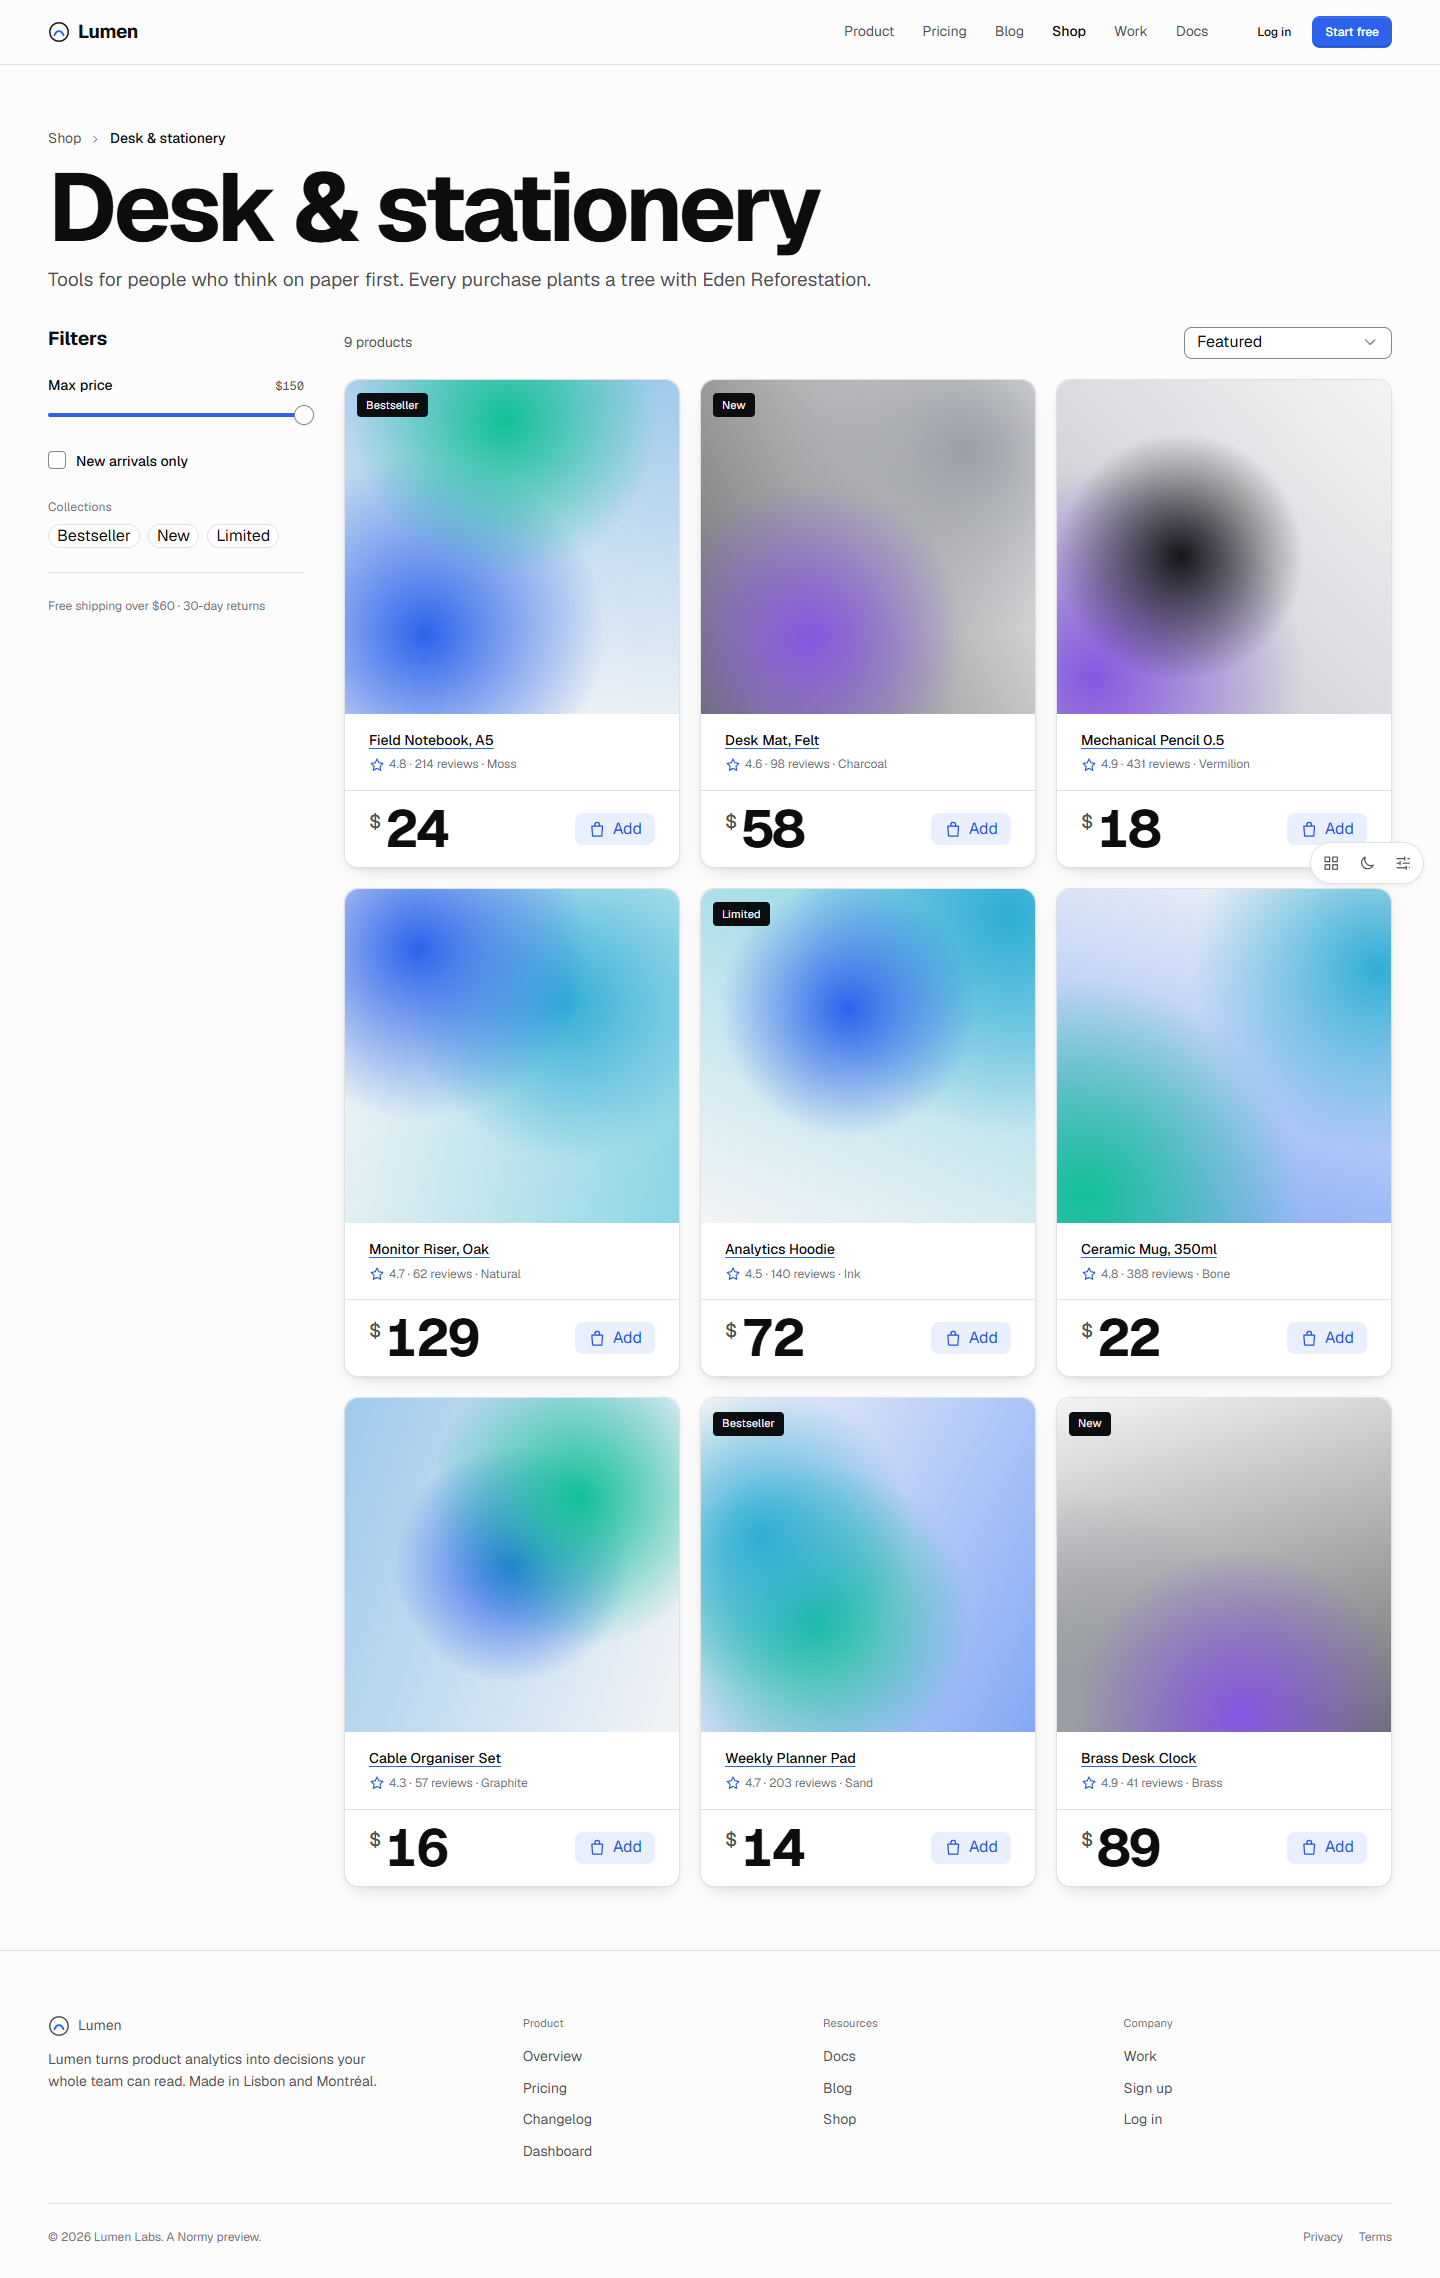 Lumen
Product
Pricing
Blog
Shop
Work
Docs
Log in
Start free
Shop
Desk & stationery
Desk & stationery
Tools for people who think on paper first. Every purchase plants a tree with Eden Reforestation.
Filters
Max price
$150
New arrivals only
Collections
Bestseller
New
Limited
Free shipping over $60 · 30-day returns
9 products
Featured
Bestseller
Field Notebook, A5
4.8 · 214 reviews · Moss
$ 24
Add
New
Desk Mat, Felt
4.6 · 98 reviews · Charcoal
$ 58
Add
Mechanical Pencil 0.5
4.9 · 431 reviews · Vermilion
$ 18
Add
Monitor Riser, Oak
4.7 · 62 reviews · Natural
$ 129
Add
Limited
Analytics Hoodie
4.5 · 140 reviews · Ink
$ 72
Add
Ceramic Mug, 350ml
4.8 · 388 reviews · Bone
$ 22
Add
Cable Organiser Set
4.3 · 57 reviews · Graphite
$ 16
Add
Bestseller
Weekly Planner Pad
4.7 · 203 reviews · Sand
$ 14
Add
New
Brass Desk Clock
4.9 · 41 reviews · Brass
$ 89
Add
Lumen
Lumen turns product analytics into decisions your
whole team can read. Made in Lisbon and Montréal.
Product
Overview
Pricing
Changelog
Dashboard
Resources
Docs
Blog
Shop
Company
Work
Sign up
Log in
© 2026 Lumen Labs. A Normy preview.
Privacy
Terms